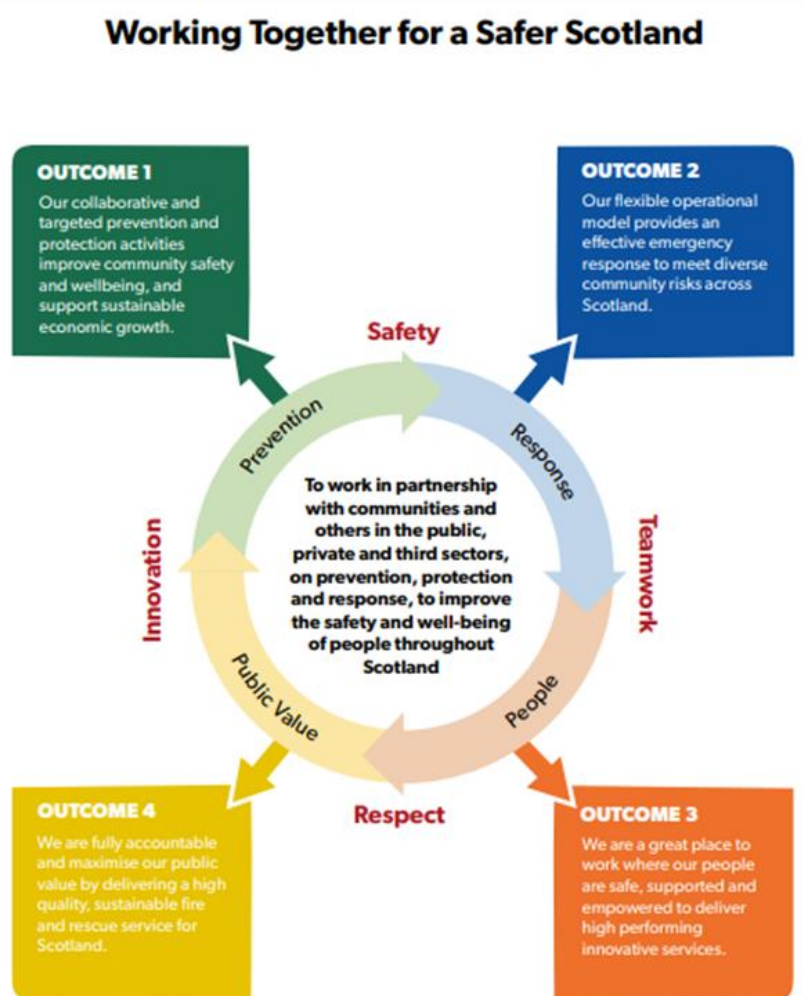 Working Together for a Safer Scotland
OUTCOME 1
Our collaborative and
targeted prevention and
protection activities
improve community safety
and wellbeing, and
support sustainable
economic growth.
OUTCOME 2
Our flexible operational
model provides an
effective emergency
response to meet diverse
community risks across
Scotland.
Safety
Prevention
Response
Innovation
To work in partnership
with communities and
others in the public,
private and third sectors,
on prevention, protection
and response, to improve
the safety and well-being
of people throughout
Scotland
Teamwork
Public Value
People
Respect
OUTCOME 4
We are fully accountable
and maximise our public
value by delivering a high
quality, sustainable fire
and rescue service for
Scotland.
OUTCOME 3
We are a great place to
work where our people
are safe, supported and
empowered to deliver
high performing
innovative services.